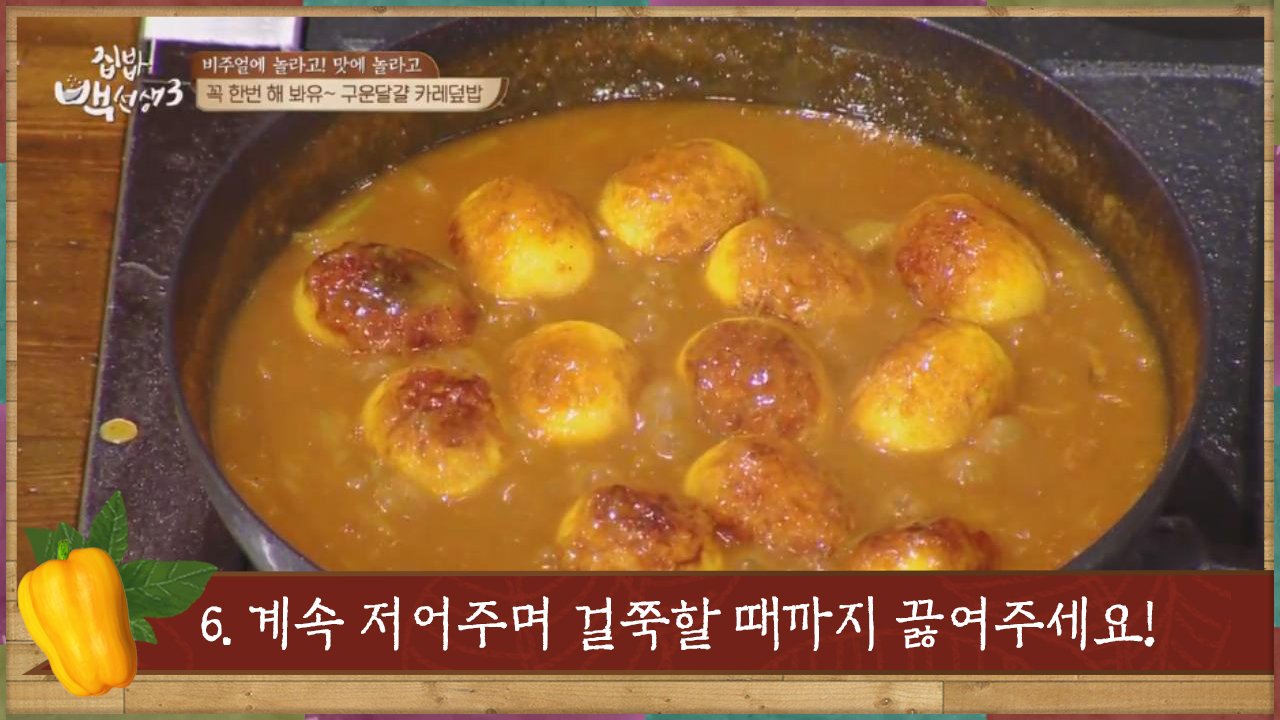 집밥
백선생3
비주얼에 놀라고! 맛에 놀라고
꼭 한번 해 봐유~ 구운달걀 카레덮밥
6. 계속 저어주며 걸쭉할 때까지 끓여주세요!